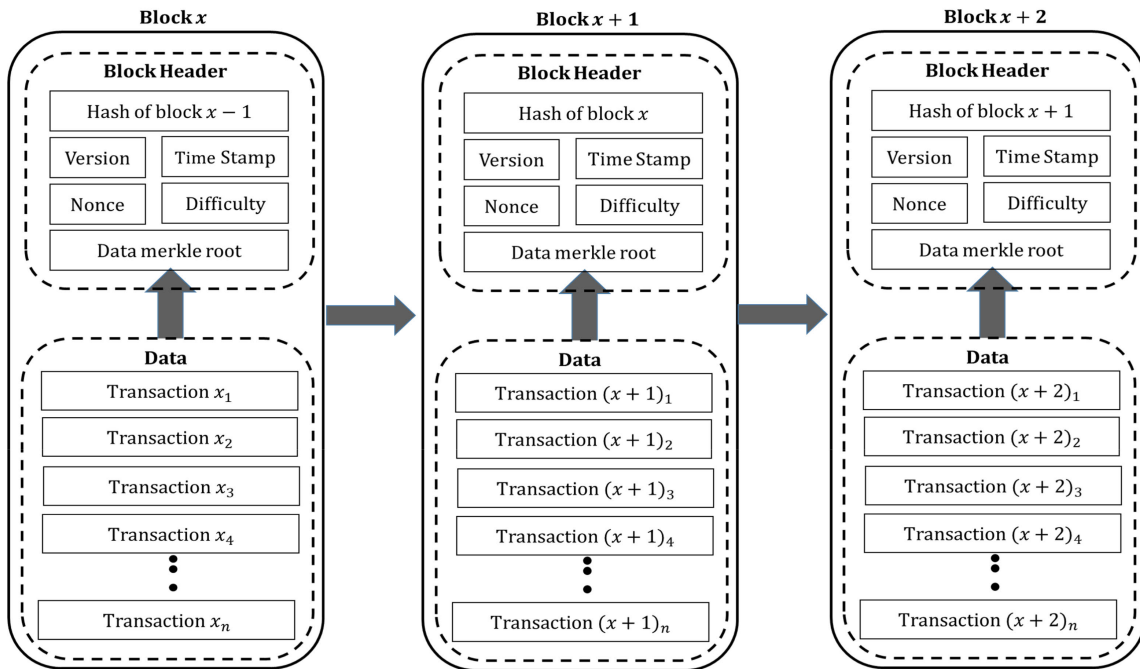 Block x
Block Header
Hash of block x − 1
Version
Time Stamp
Nonce
Difficulty
Data merkle root
Data
Transaction x₁
Transaction x₂
Transaction x₃
Transaction x₄
Transaction xₙ
Block x + 1
Block Header
Hash of block x
Version
Time Stamp
Nonce
Difficulty
Data merkle root
Data
Transaction (x + 1)₁
Transaction (x + 1)₂
Transaction (x + 1)₃
Transaction (x + 1)₄
Transaction (x + 1)ₙ
Block x + 2
Block Header
Hash of block x + 1
Version
Time Stamp
Nonce
Difficulty
Data merkle root
Data
Transaction (x + 2)₁
Transaction (x + 2)₂
Transaction (x + 2)₃
Transaction (x + 2)₄
Transaction (x + 2)ₙ